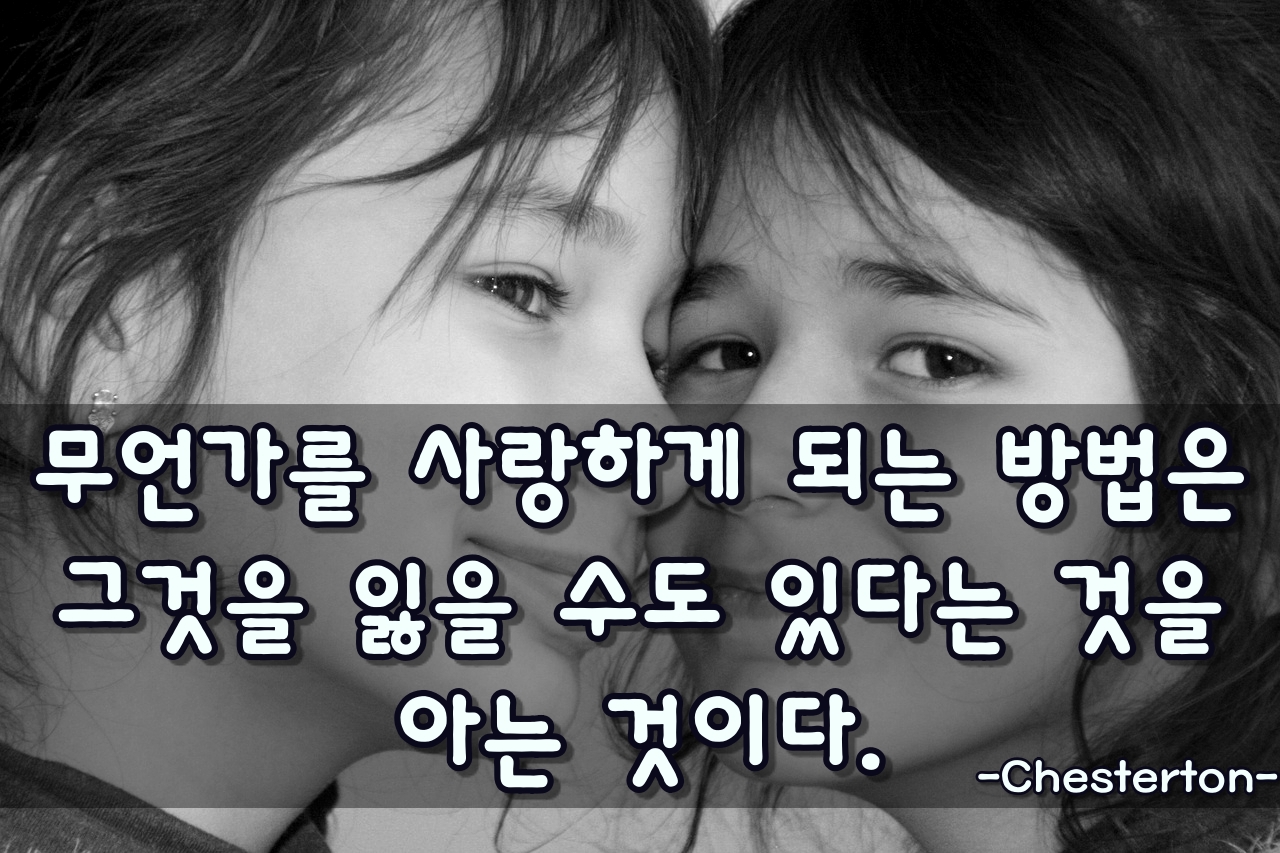 무언가를 사랑하게 되는 방법은
그것을 잃을 수도 있다는 것을
아는 것이다.
-Chesterton-